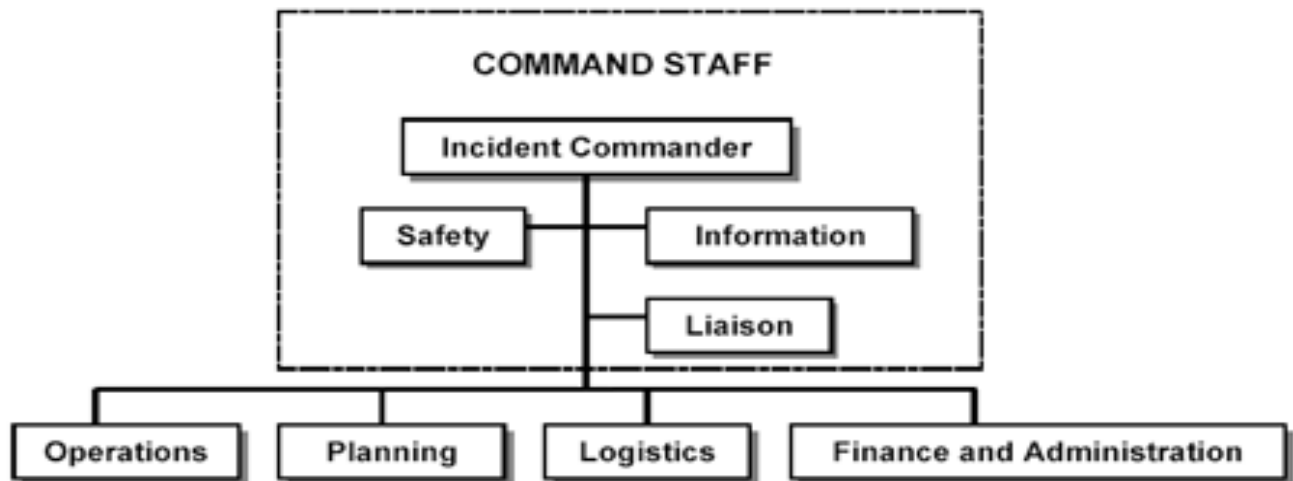 COMMAND STAFF
Incident Commander
Safety
Information
Liaison
Operations
Planning
Logistics
Finance and Administration